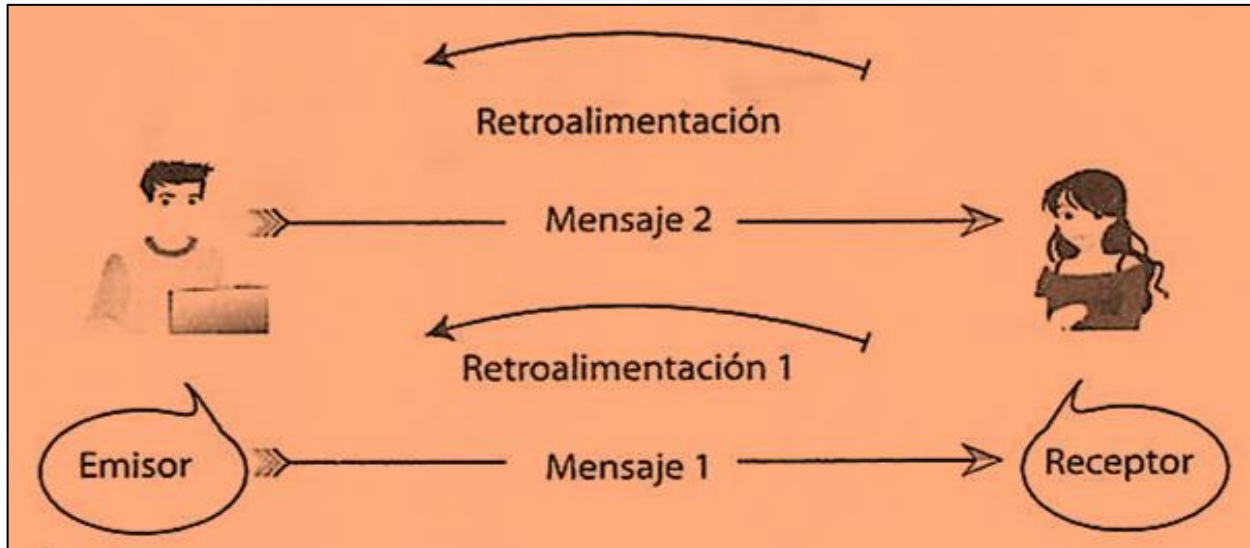 Retroalimentación
Mensaje 2
Retroalimentación 1
Emisor
Mensaje 1
Receptor